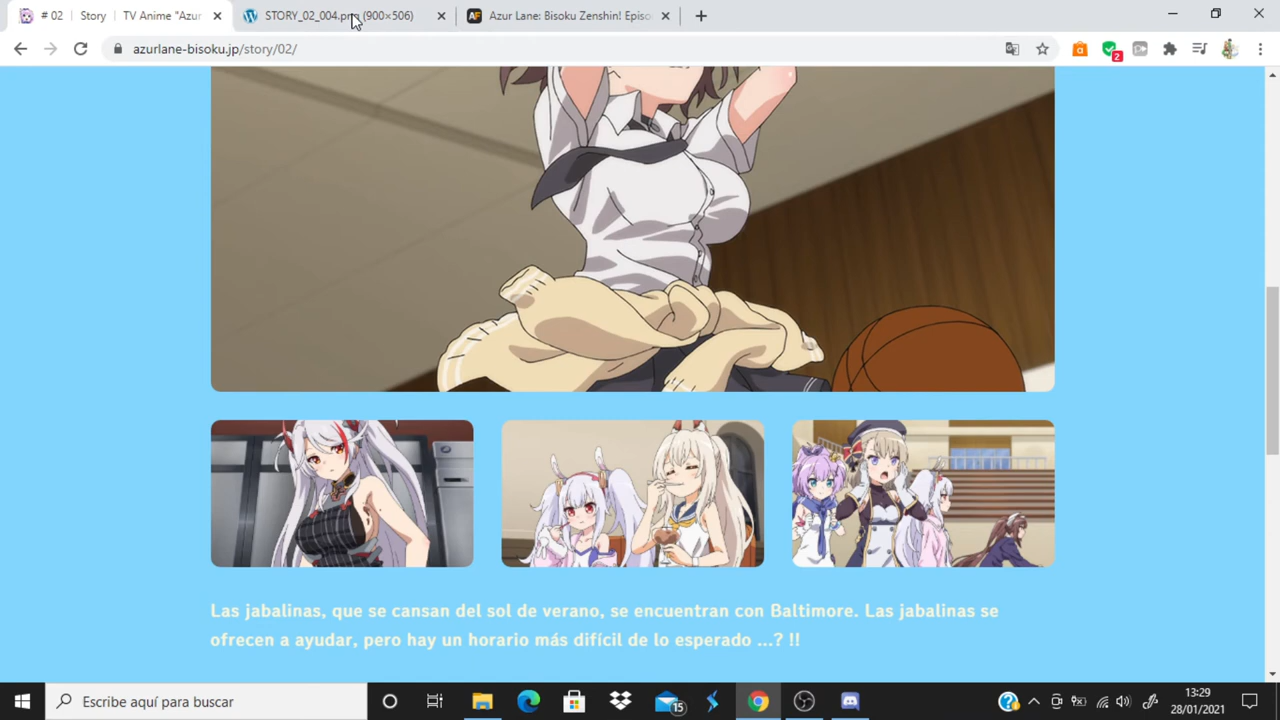 # 02 | Story | TV Anime "Azur
STORY_02_004.png (900×506)
Azur Lane: Bisoku Zenshin! Episo
azurlane-bisoku.jp/story/02/
2
Las jabalinas, que se cansan del sol de verano, se encuentran con Baltimore. Las jabalinas se
ofrecen a ayudar, pero hay un horario más difícil de lo esperado ...? !!
Escribe aquí para buscar
15
13:29
28/01/2021